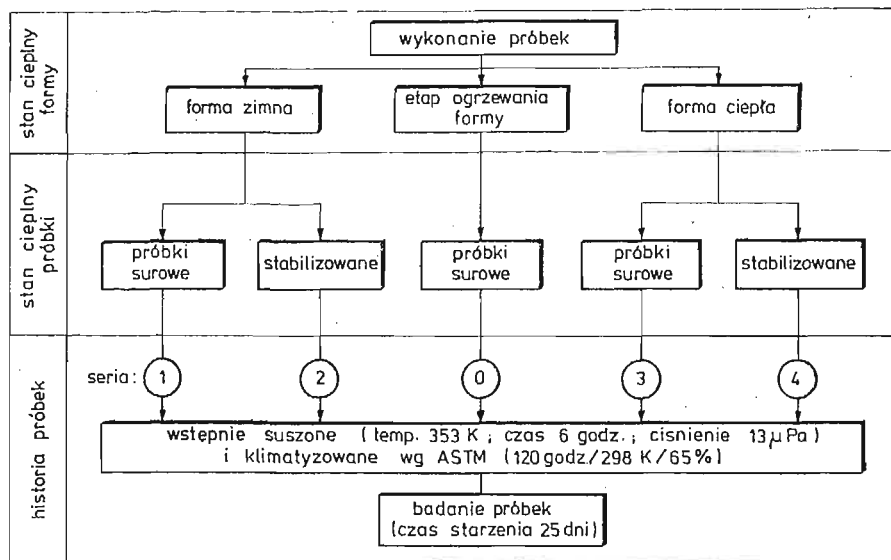 stan cieplny
formy
wykonanie próbek
forma zimna
etap ogrzewania
formy
forma ciepła
stan cieplny
próbki
próbki
surowe
stabilizowane
próbki
surowe
próbki
surowe
stabilizowane
historia próbek
seria: 1 2 0 3 4
wstępnie suszone (temp. 353 K; czas 6 godz.; cisnienie 13 μPa)
i klimatyzowane wg ASTM (120 godz./298 K/65%)
badanie próbek
(czas starzenia 25 dni)